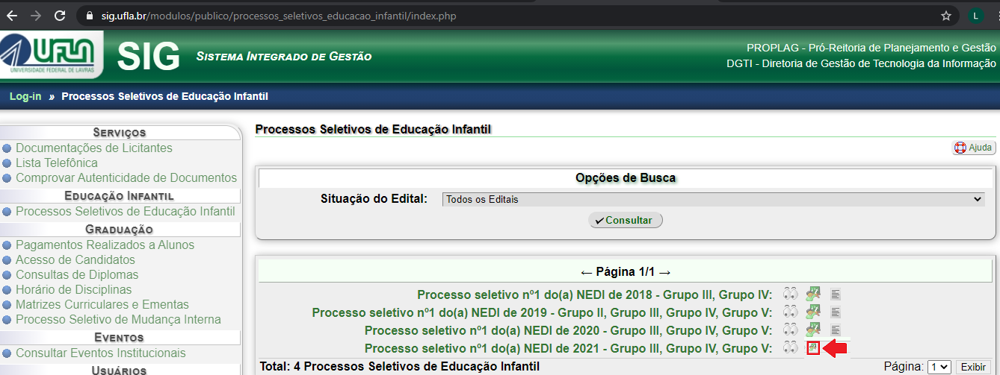 sig.ufla.br/modulos/publico/processos_seletivos_educacao_infantil/index.php
L
UFLA
UNIVERSIDADE FEDERAL DE LAVRAS
SIG SISTEMA INTEGRADO DE GESTÃO
PROPLAG - Pró-Reitoria de Planejamento e Gestão
DGTI - Diretoria de Gestão de Tecnologia da Informação
Log-in » Processos Seletivos de Educação Infantil
SERVIÇOS
Documentações de Licitantes
Lista Telefônica
Comprovar Autenticidade de Documentos
EDUCAÇÃO INFANTIL
Processos Seletivos de Educação Infantil
GRADUAÇÃO
Pagamentos Realizados a Alunos
Acesso de Candidatos
Consultas de Diplomas
Horário de Disciplinas
Matrizes Curriculares e Ementas
Processo Seletivo de Mudança Interna
EVENTOS
Consultar Eventos Institucionais
USUÁRIOS
Processos Seletivos de Educação Infantil
Ajuda
Opções de Busca
Situação do Edital: Todos os Editais
Consultar
← Página 1/1 →
Processo seletivo nº1 do(a) NEDI de 2018 - Grupo III, Grupo IV:
Processo seletivo nº1 do(a) NEDI de 2019 - Grupo II, Grupo III, Grupo IV, Grupo V:
Processo seletivo nº1 do(a) NEDI de 2020 - Grupo III, Grupo IV, Grupo V:
Processo seletivo nº1 do(a) NEDI de 2021 - Grupo III, Grupo IV, Grupo V:
Total: 4 Processos Seletivos de Educação Infantil
Página: 1 Exibir